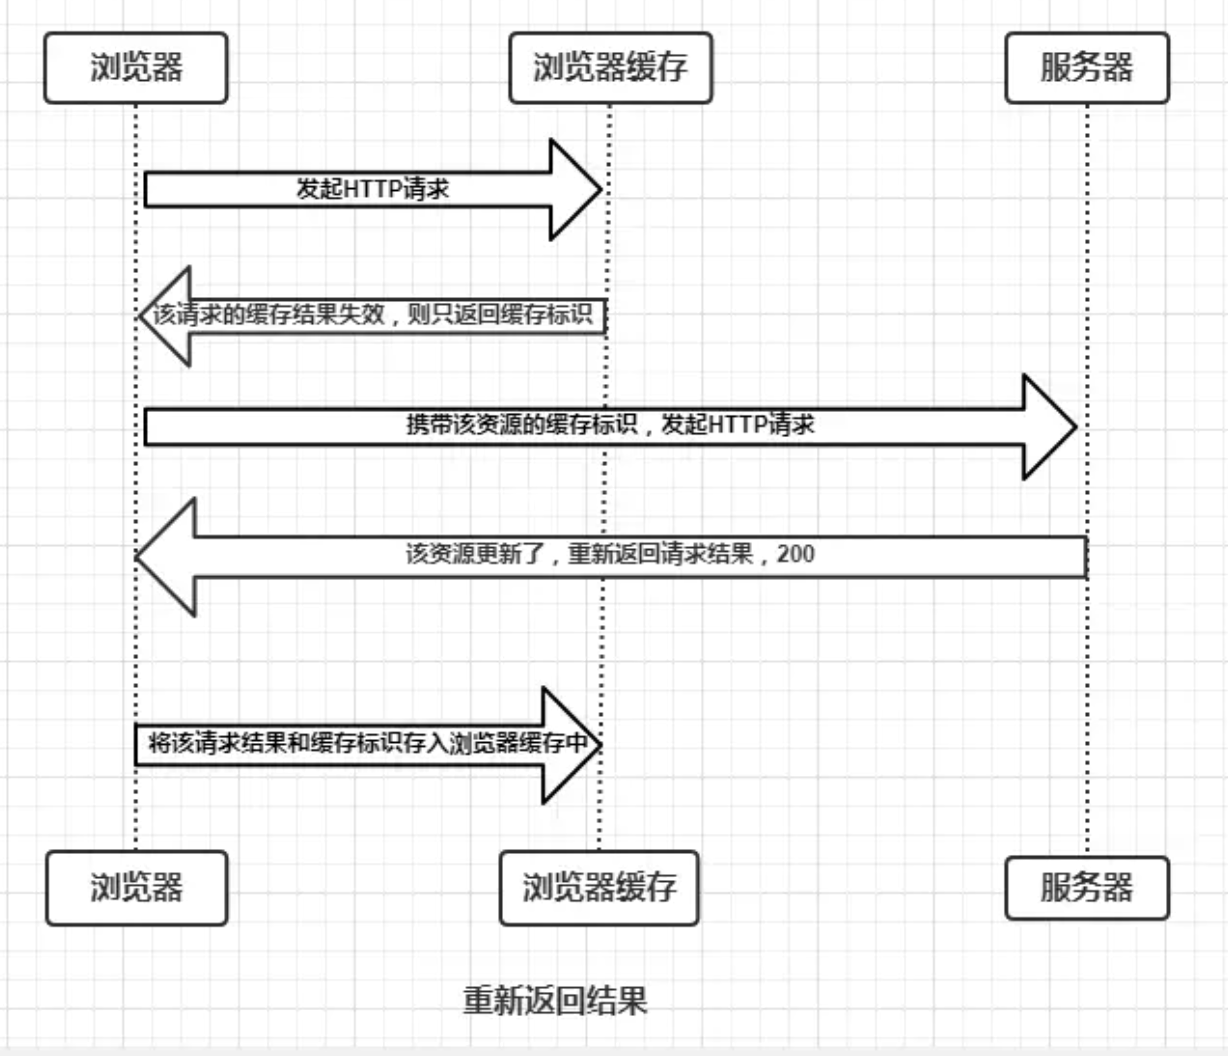 浏览器
浏览器缓存
服务器
发起HTTP请求
该请求的缓存结果失效，则只返回缓存标识
携带该资源的缓存标识，发起HTTP请求
该资源更新了，重新返回请求结果，200
将该请求结果和缓存标识存入浏览器缓存中
浏览器
浏览器缓存
服务器
重新返回结果